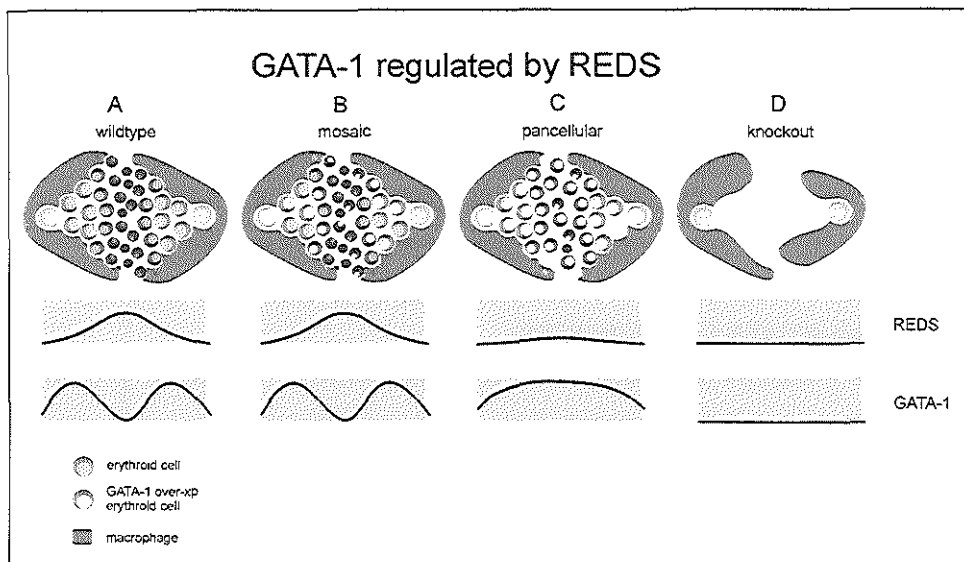 GATA-1 regulated by REDS
A B C D
wildtype mosaic pancellular knockout
REDS
GATA-1
erythroid cell
GATA-1 over-xp
erythroid cell
macrophage